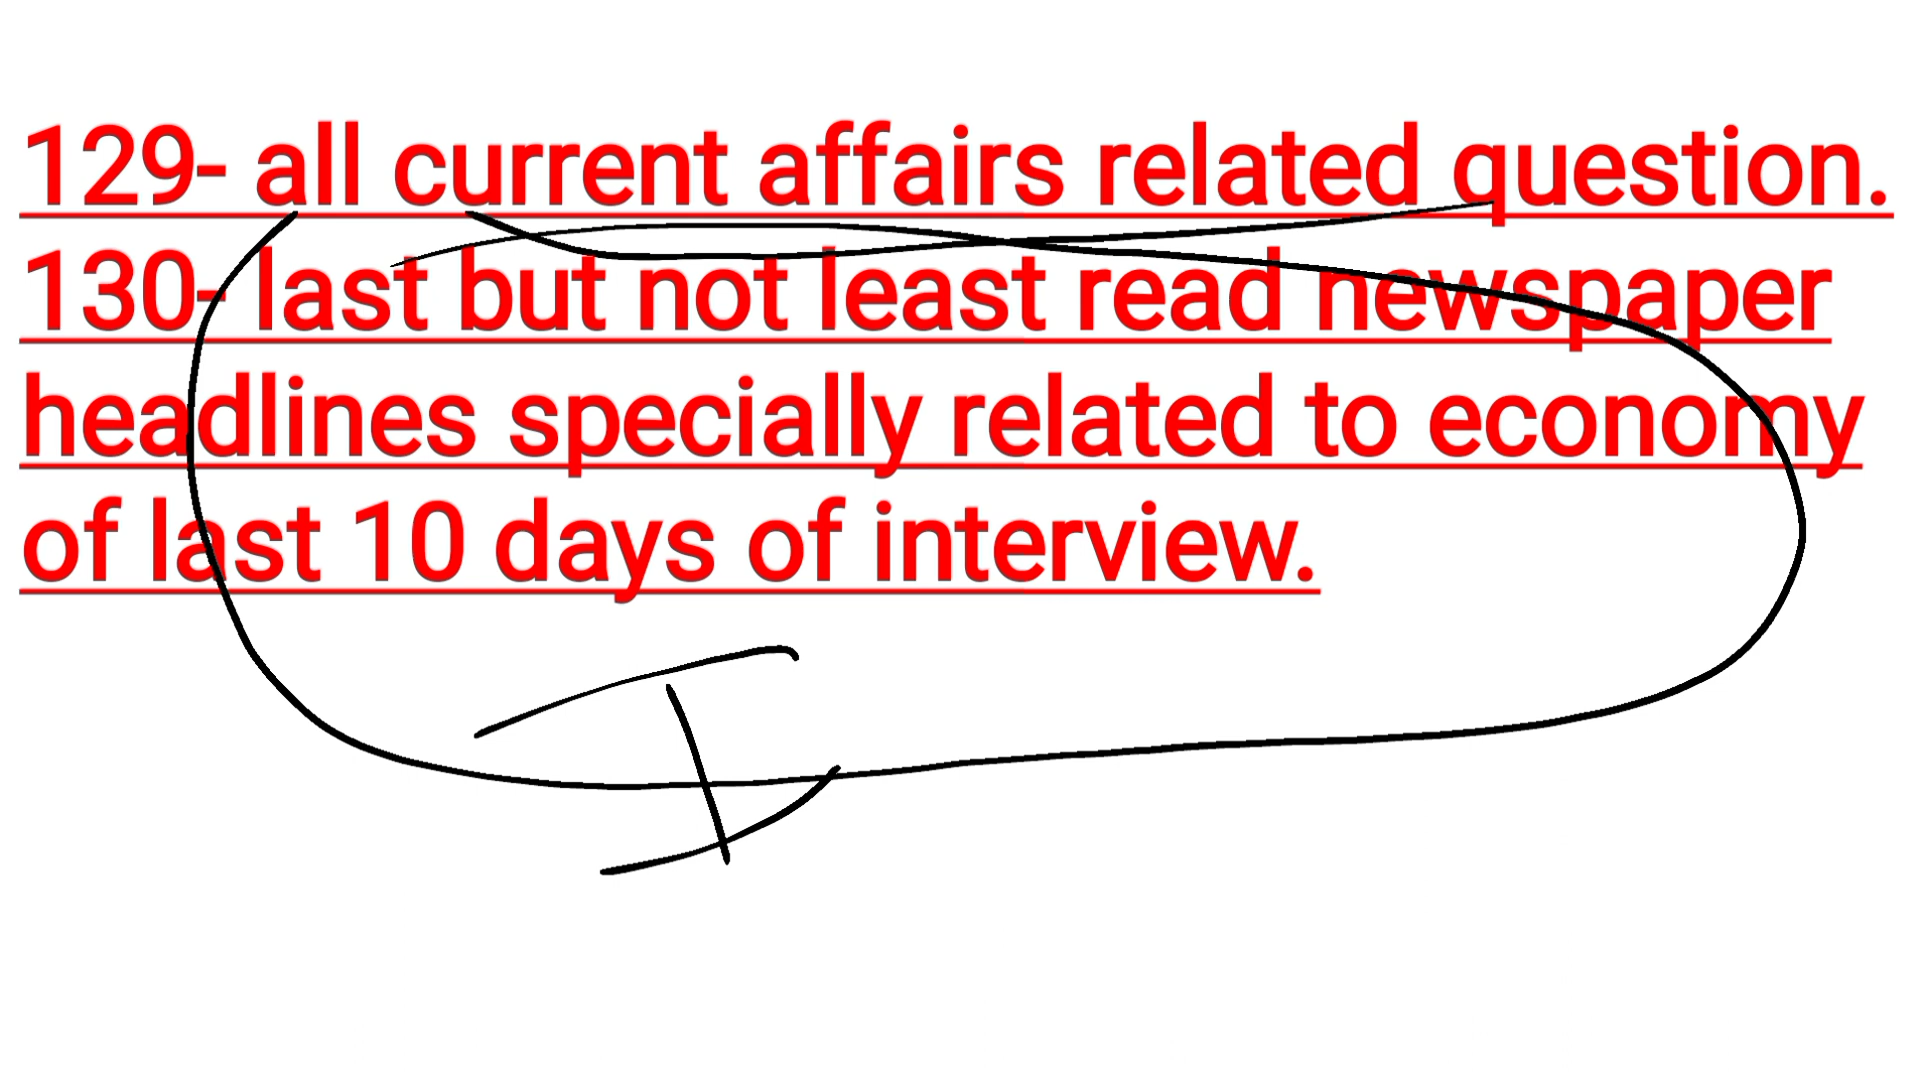 129- all current affairs related question.
130- last but not least read newspaper
headlines specially related to economy
of last 10 days of interview.
I